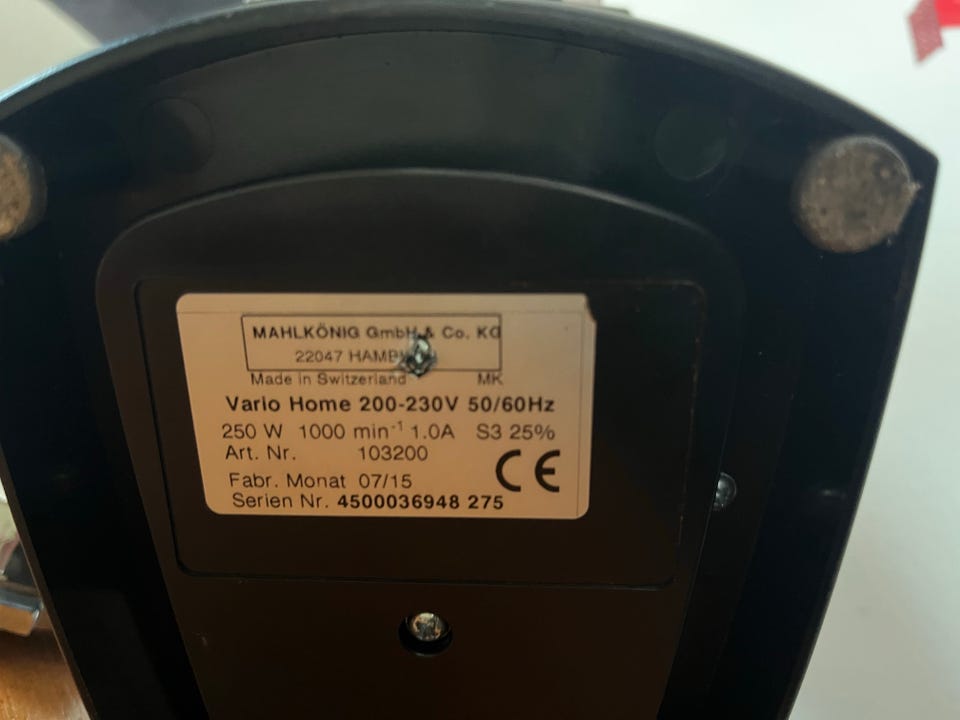 MAHLKÖNIG GmbH & Co. KG
22047
Made in Switzerland MK
Vario Home 200-230V 50/60Hz
250 W 1000 min⁻¹ 1.0A S3 25%
Art. Nr. 103200
CE
Fabr. Monat 07/15
Serien Nr. 4500036948 275